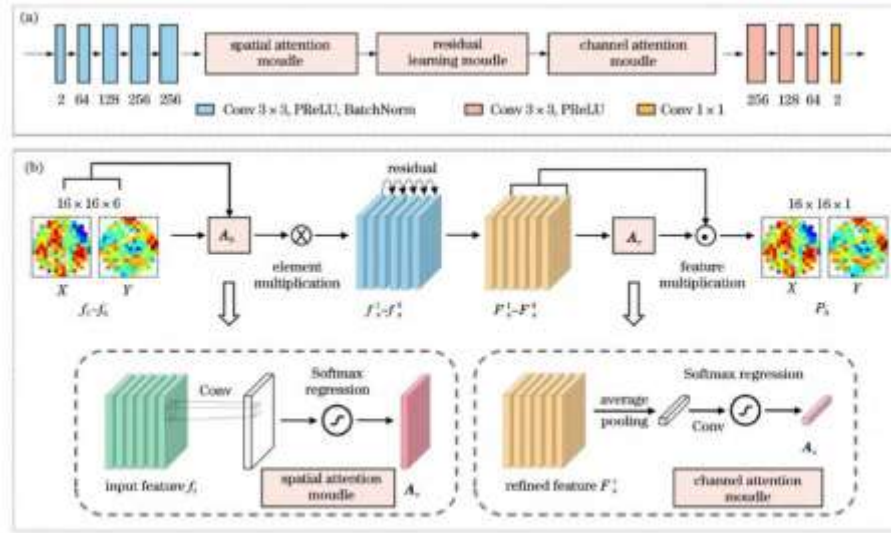 (a)
spatial attention
moudle
residual
learning moudle
channel attention
moudle
2 64 128 256 256
256 128 64 2
Conv 3 × 3, PReLU, BatchNorm
Conv 3 × 3, PReLU
Conv 1 × 1
(b)
residual
16 × 16 × 6
16 × 16 × 1
element
multiplication
feature
multiplication
X Y
X Y
Softmax
regression
Conv
input feature
spatial attention
moudle
Softmax regression
average
pooling
Conv
refined feature
channel attention
moudle